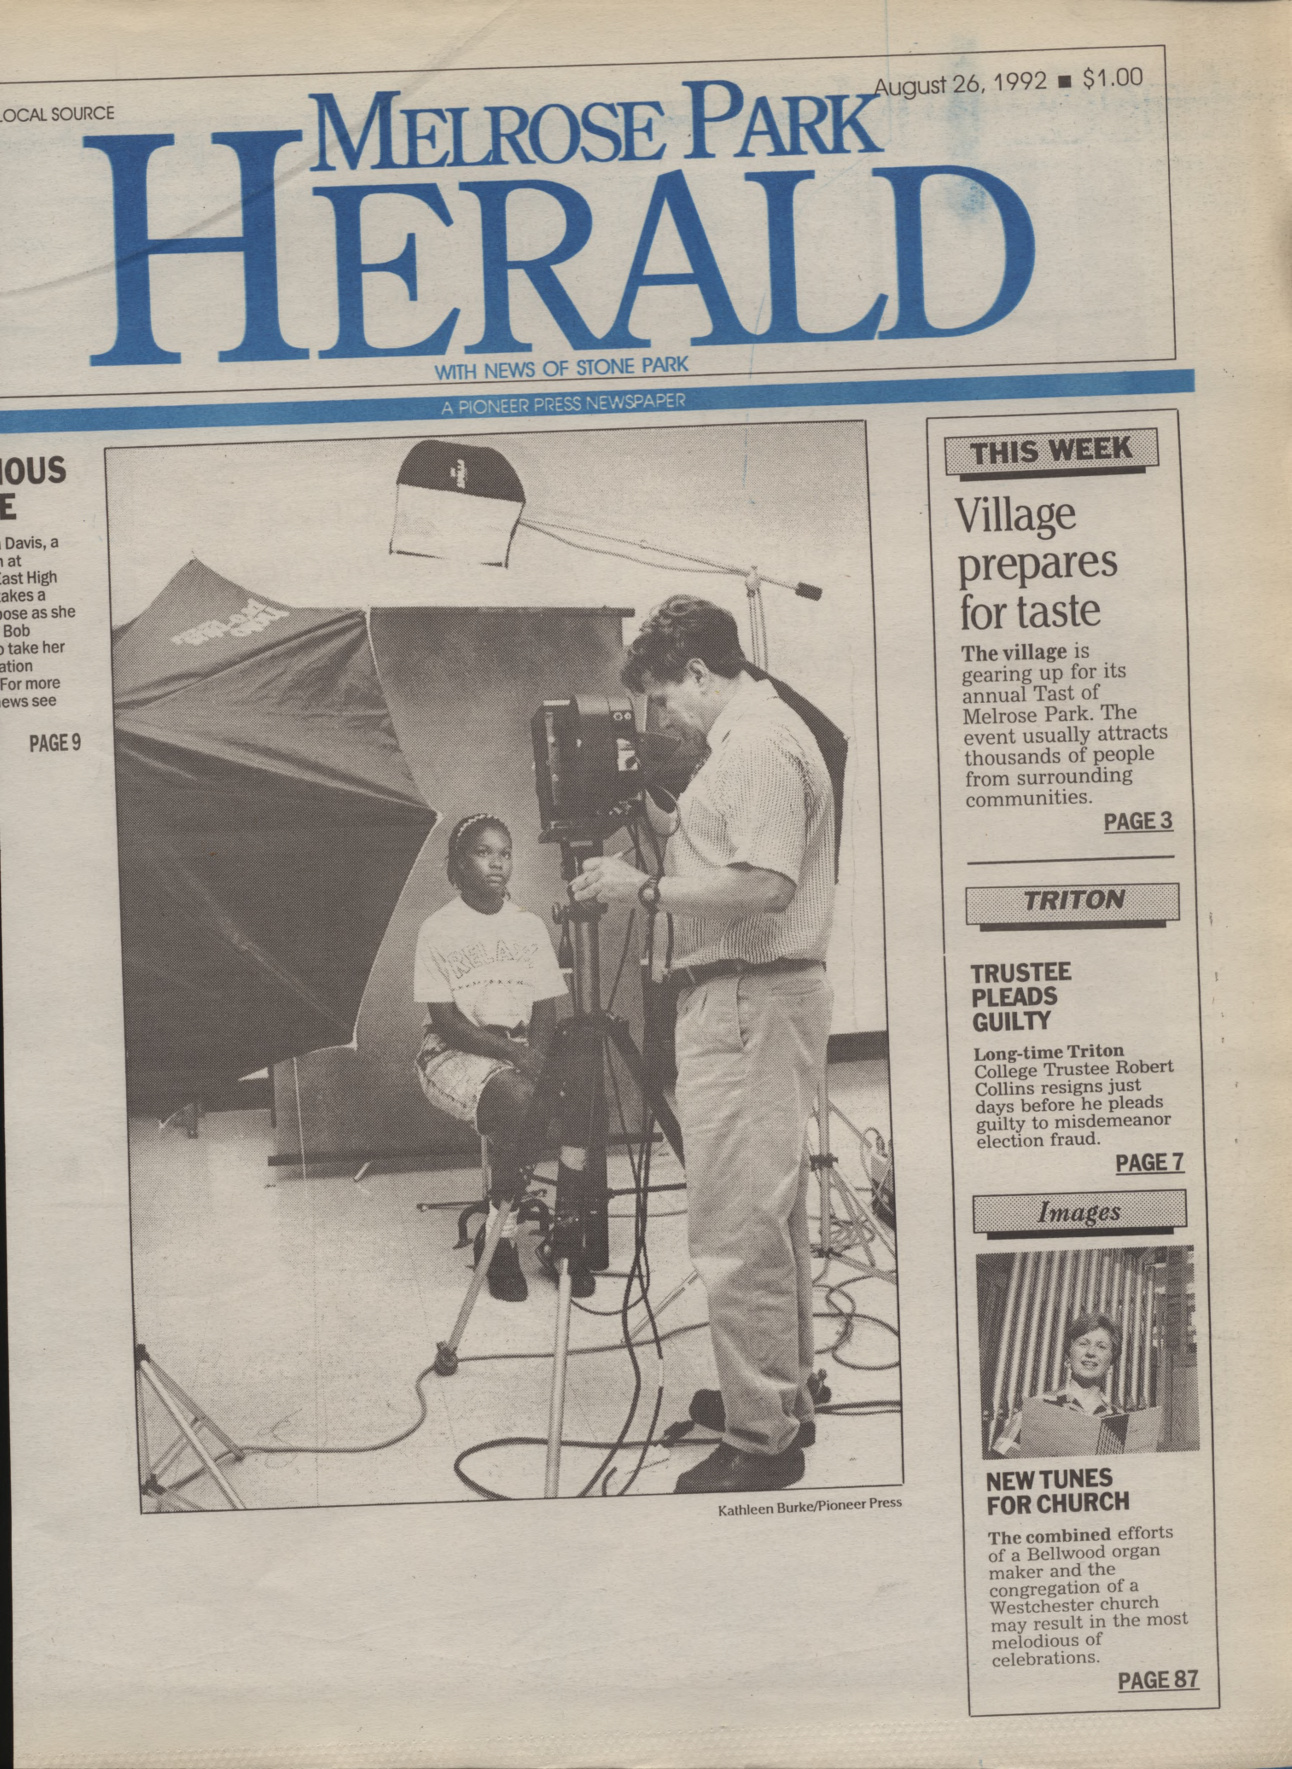 LOCAL SOURCE
August 26, 1992 ■ $1.00
MELROSE PARK
HERALD
WITH NEWS OF STONE PARK
A PIONEER PRESS NEWSPAPER
IOUS
E
Davis, a
at
East High
takes a
pose as she
Bob
o take her
ation
For more
news see
PAGE 9
RELAX
Kathleen Burke/Pioneer Press
THIS WEEK
Village
prepares
for taste
The village is
gearing up for its
annual Tast of
Melrose Park. The
event usually attracts
thousands of people
from surrounding
communities.
PAGE 3
TRITON
TRUSTEE
PLEADS
GUILTY
Long-time Triton
College Trustee Robert
Collins resigns just
days before he pleads
guilty to misdemeanor
election fraud.
PAGE 7
Images
NEW TUNES
FOR CHURCH
The combined efforts
of a Bellwood organ
maker and the
congregation of a
Westchester church
may result in the most
melodious of
celebrations.
PAGE 87